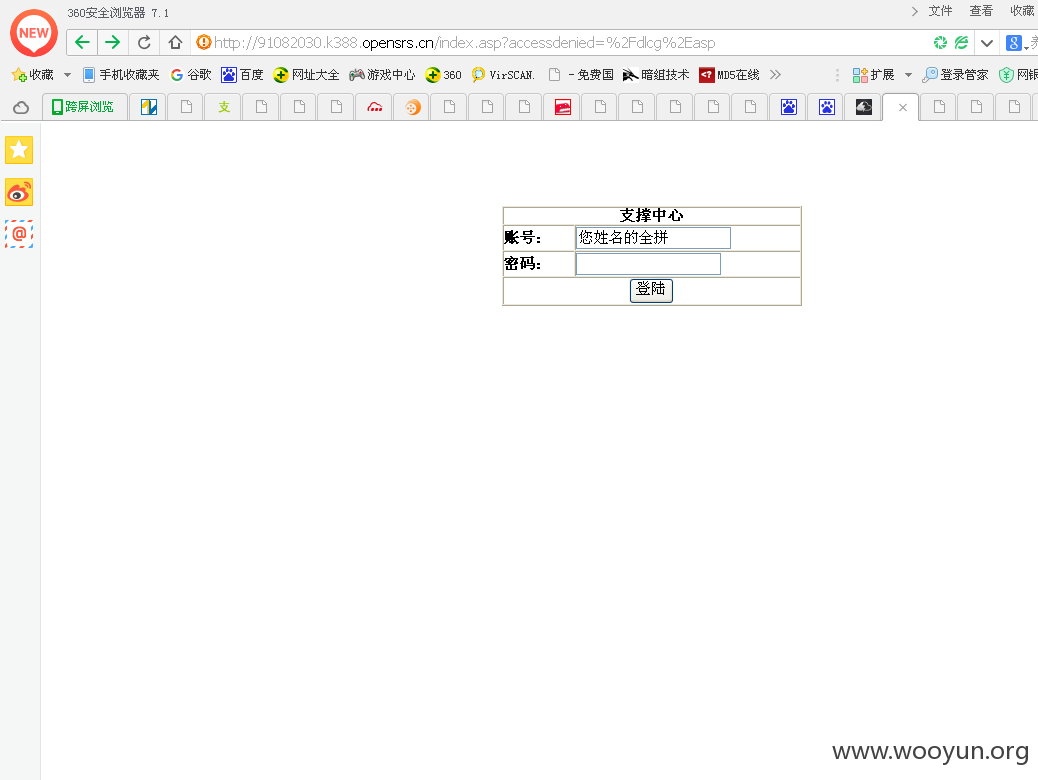 360安全浏览器 7.1
文件 查看 收藏
NEW
http://91082030.k388.opensrs.cn/index.asp?accessdenied=%2Fdlcg%2Easp
收藏 手机收藏夹 谷歌 百度 网址大全 游戏中心 360 VirSCAN. - 免费国 暗组技术 MD5在线 扩展 登录管家 网银
跨屏浏览
支撑中心
账号： 您姓名的全拼
密码：
登陆
www.wooyun.org